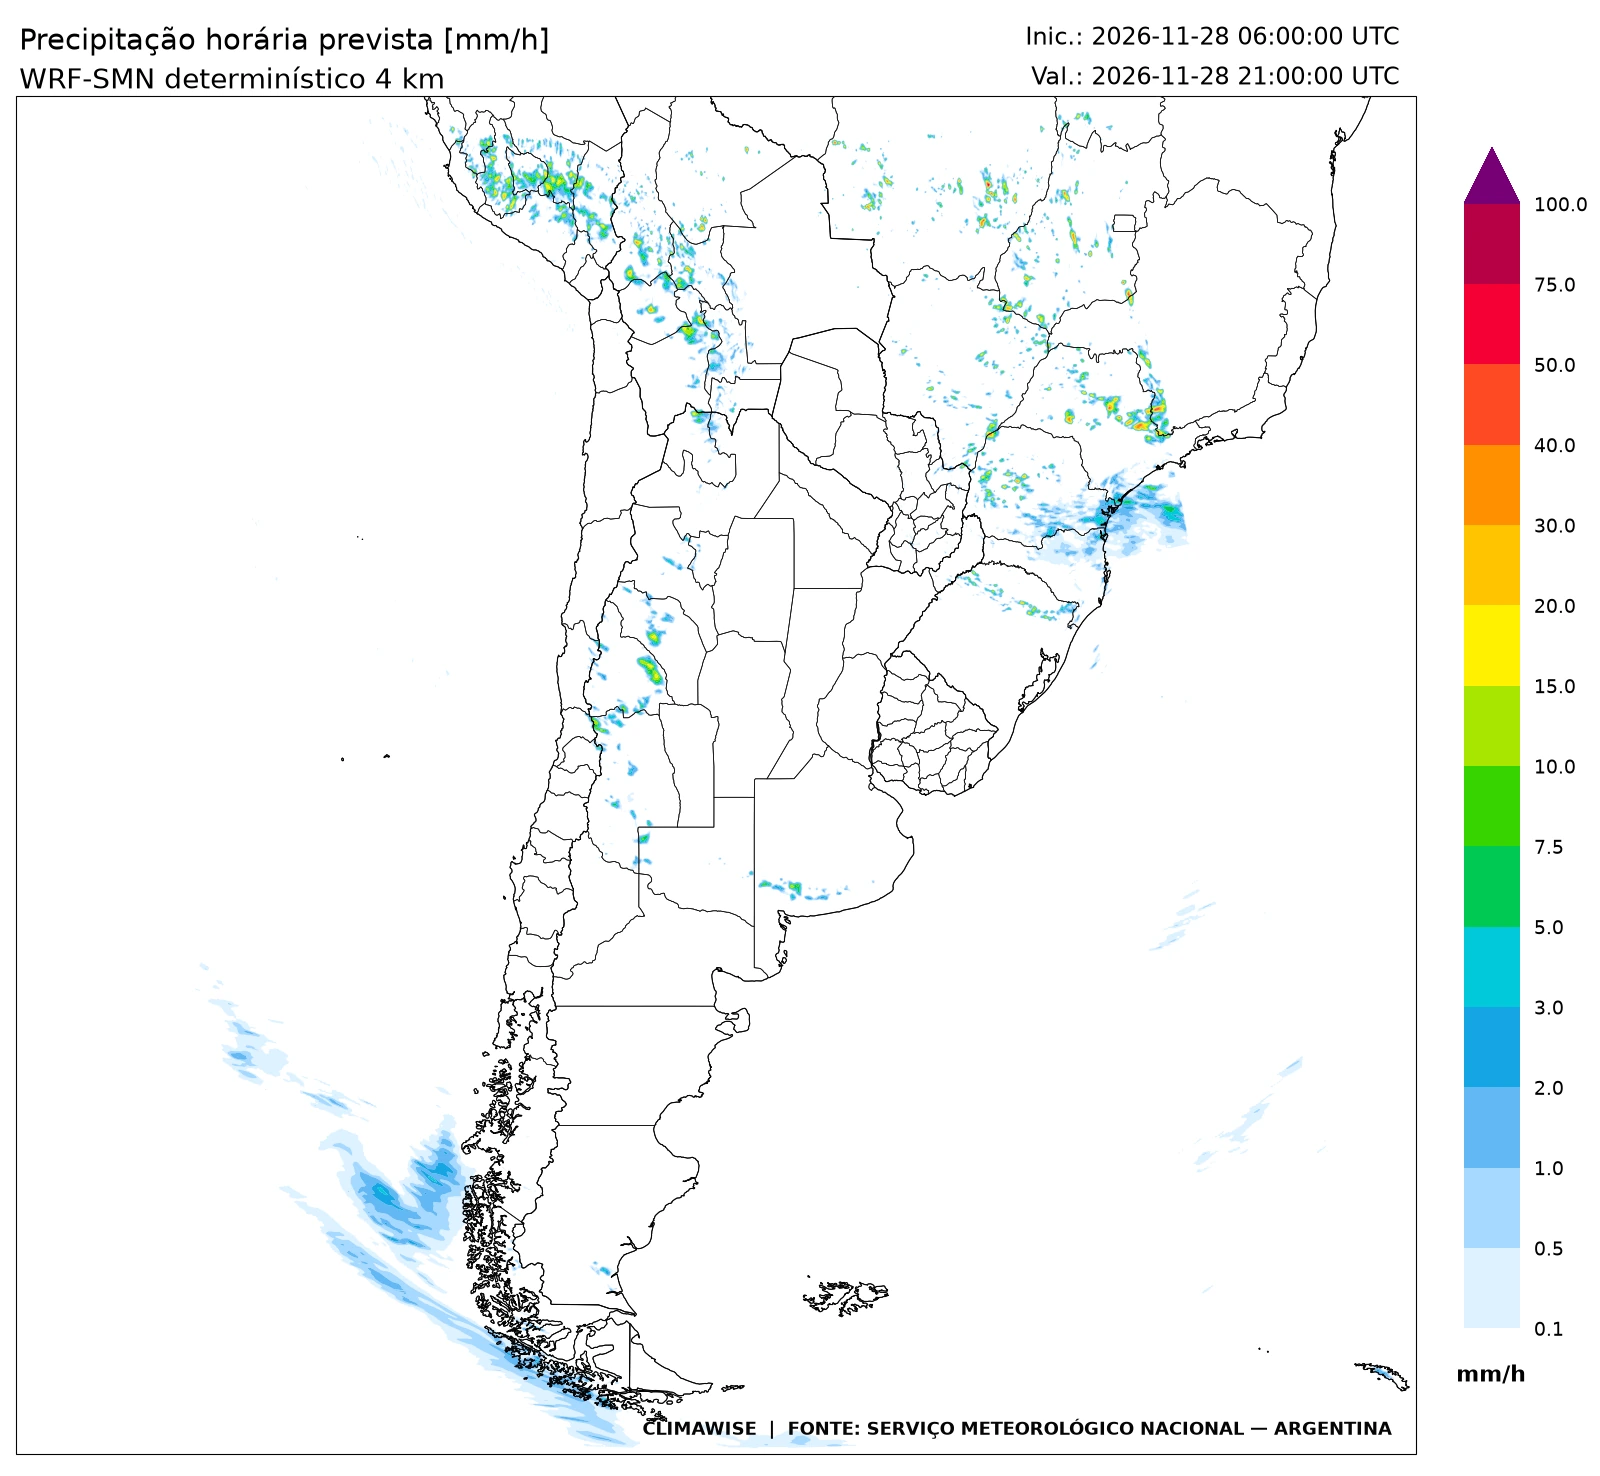 Precipitação horária prevista [mm/h]
WRF-SMN determinístico 4 km
Inic.: 2026-11-28 06:00:00 UTC
Val.: 2026-11-28 21:00:00 UTC
100.0
75.0
50.0
40.0
30.0
20.0
15.0
10.0
7.5
5.0
3.0
2.0
1.0
0.5
0.1
mm/h
CLIMAWISE | FONTE: SERVIÇO METEOROLÓGICO NACIONAL — ARGENTINA